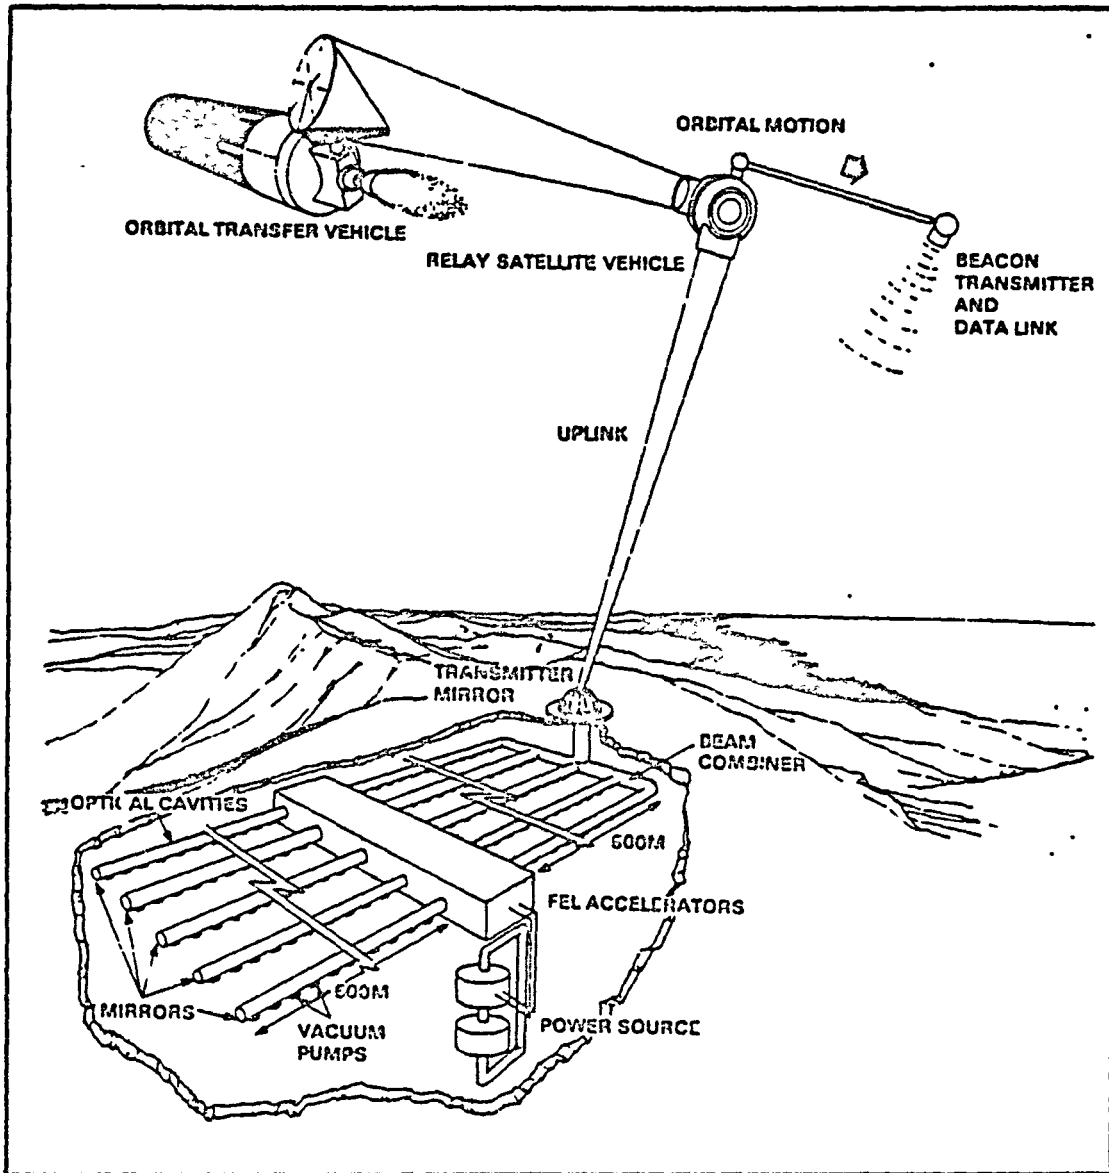 ORBITAL MOTION
ORBITAL TRANSFER VEHICLE
RELAY SATELLITE VEHICLE
BEACON
TRANSMITTER
AND
DATA LINK
UPLINK
TRANSMITTER
MIRROR
BEAM
COMBINER
OPTICAL CAVITIES
600M
FEL ACCELERATORS
600M
MIRRORS
VACUUM
PUMPS
POWER SOURCE